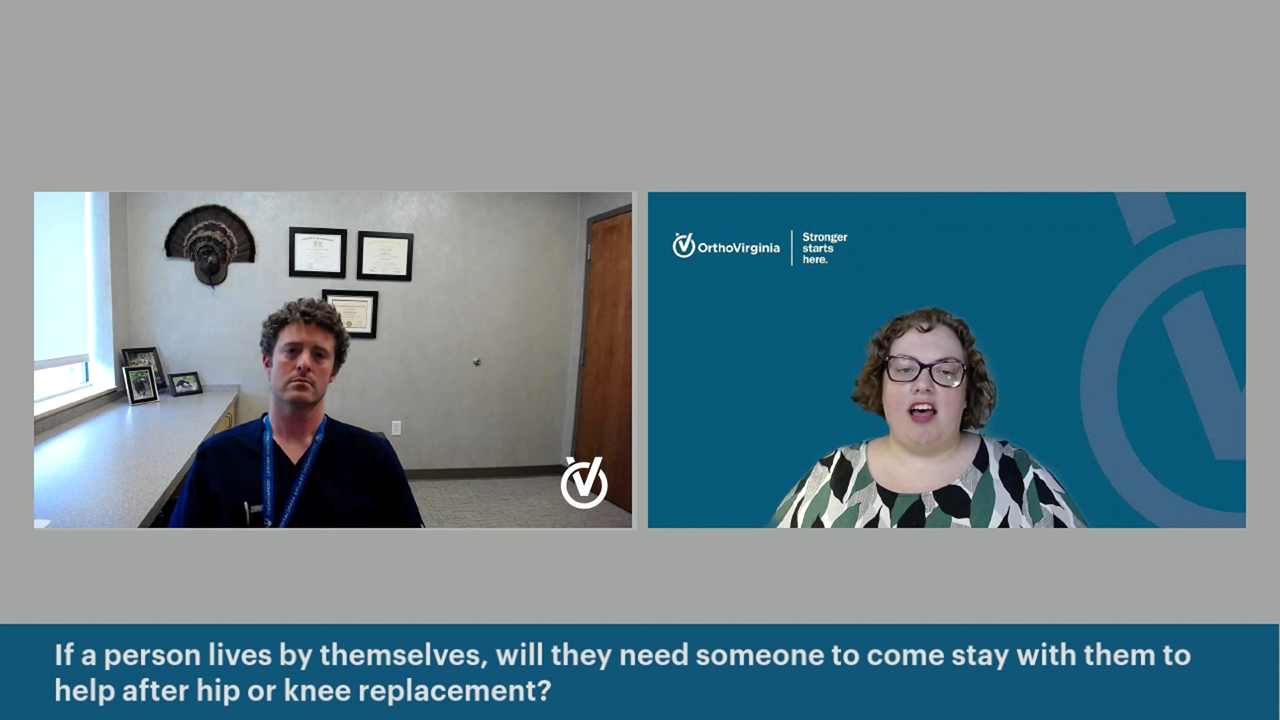 OrthoVirginia
Stronger
starts
here.
If a person lives by themselves, will they need someone to come stay with them to
help after hip or knee replacement?